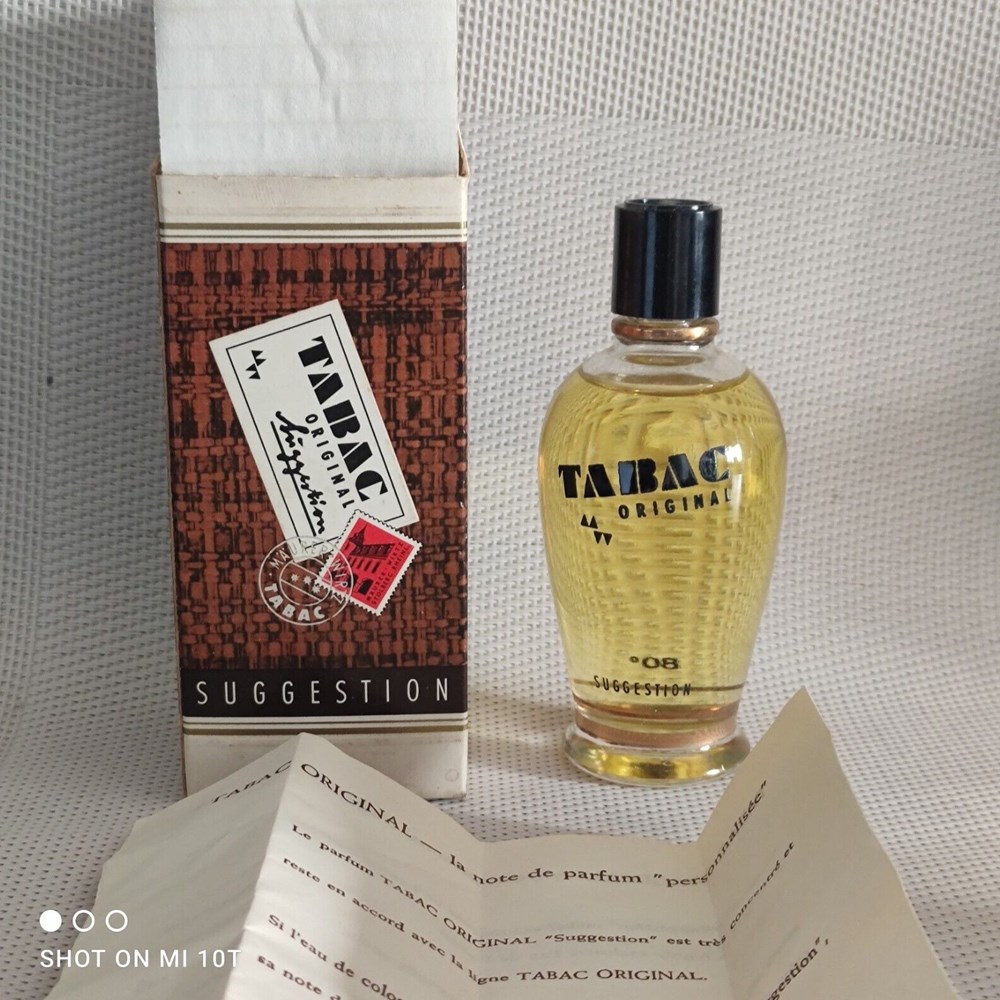 TABAC
ORIGINAL
Suggestion
MÄURER WIRTZ
TABAC
SUGGESTION
TABAC
ORIGINAL
°08
SUGGESTION
TABAC ORIGINAL — la note de parfum "personnalisée"
Le parfum TABAC ORIGINAL "Suggestion" est très concentré et
reste en accord avec la ligne TABAC ORIGINAL.
Si l'eau de
sa note
SHOT ON MI 10T